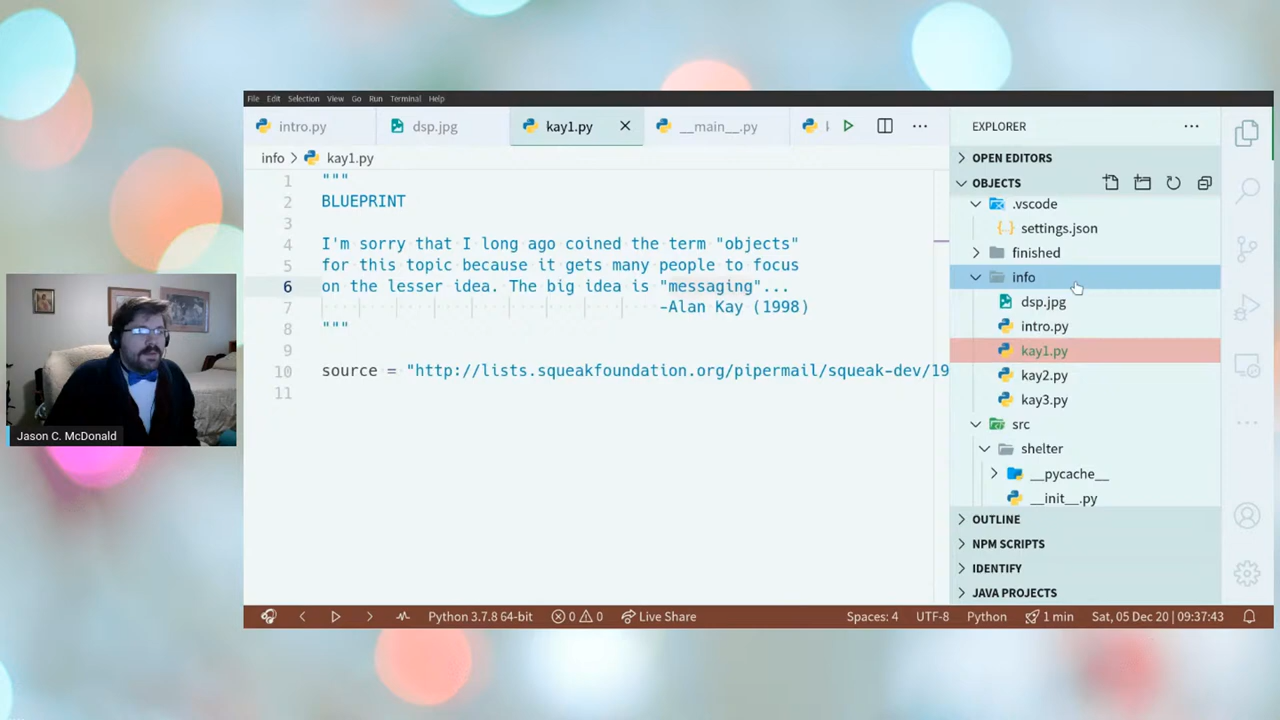 File Edit Selection View Go Run Terminal Help
intro.py dsp.jpg kay1.py __main__.py
EXPLORER
info > kay1.py
OPEN EDITORS
OBJECTS
.vscode
settings.json
finished
info
dsp.jpg
intro.py
kay1.py
kay2.py
kay3.py
src
shelter
__pycache__
__init__.py
OUTLINE
NPM SCRIPTS
IDENTIFY
JAVA PROJECTS
1 """
2 BLUEPRINT
3
4 I'm sorry that I long ago coined the term "objects"
5 for this topic because it gets many people to focus
6 on the lesser idea. The big idea is "messaging"...
7 -Alan Kay (1998)
8 """
9
10 source = "http://lists.squeakfoundation.org/pipermail/squeak-dev/19
11
Jason C. McDonald
Python 3.7.8 64-bit 0 0 Live Share Spaces: 4 UTF-8 Python 1 min Sat, 05 Dec 20 | 09:37:43